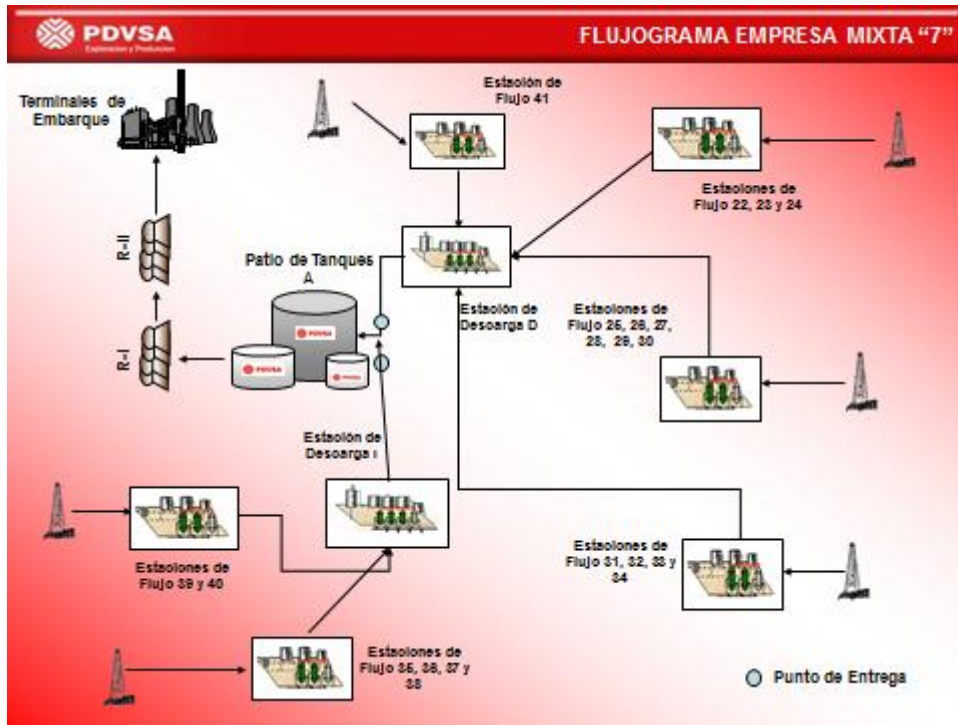 PDVSA
Exploración y Producción
FLUJOGRAMA EMPRESA MIXTA “7”
Terminales de
Embarque
Estación de
Flujo 41
Estaciones de
Flujo 22, 23 y 24
R-II
Patio de Tanques
A
Estación de
Descarga D
Estaciones de
Flujo 25, 26, 27,
28, 29, 30
R-I
PDVSA
PDVSA
PDVSA
Estación de
Descarga I
Estaciones de
Flujo 39 y 40
Estaciones de
Flujo 31, 32, 33 y
34
Estaciones de
Flujo 35, 36, 37 y
38
Punto de Entrega